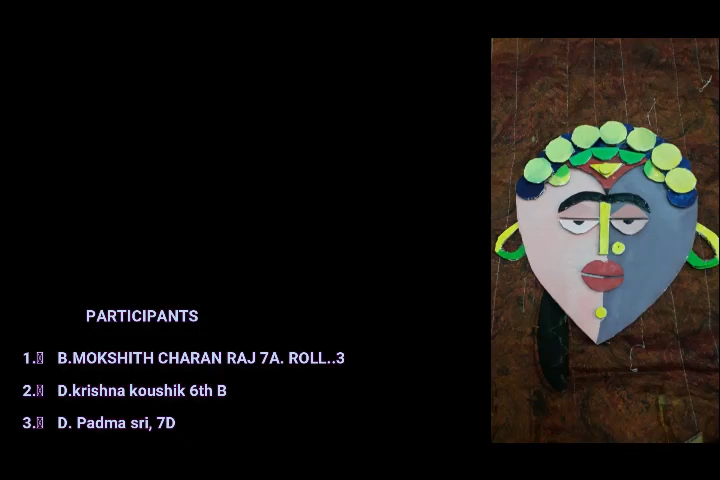 PARTICIPANTS
1. B.MOKSHITH CHARAN RAJ 7A. ROLL..3
2. D.krishna koushik 6th B
3. D. Padma sri, 7D